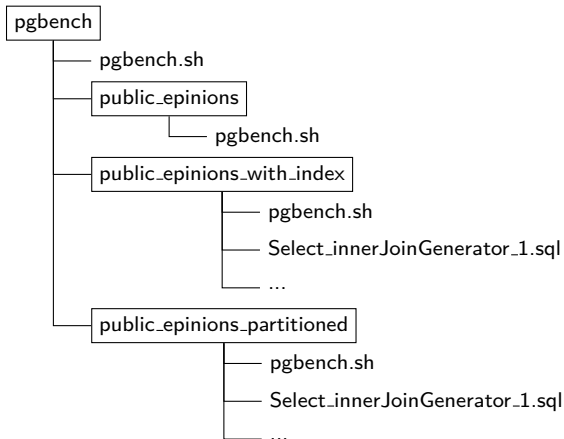 pgbench
pgbench.sh
public_epinions
pgbench.sh
public_epinions_with_index
pgbench.sh
Select_innerJoinGenerator_1.sql
...
public_epinions_partitioned
pgbench.sh
Select_innerJoinGenerator_1.sql
...